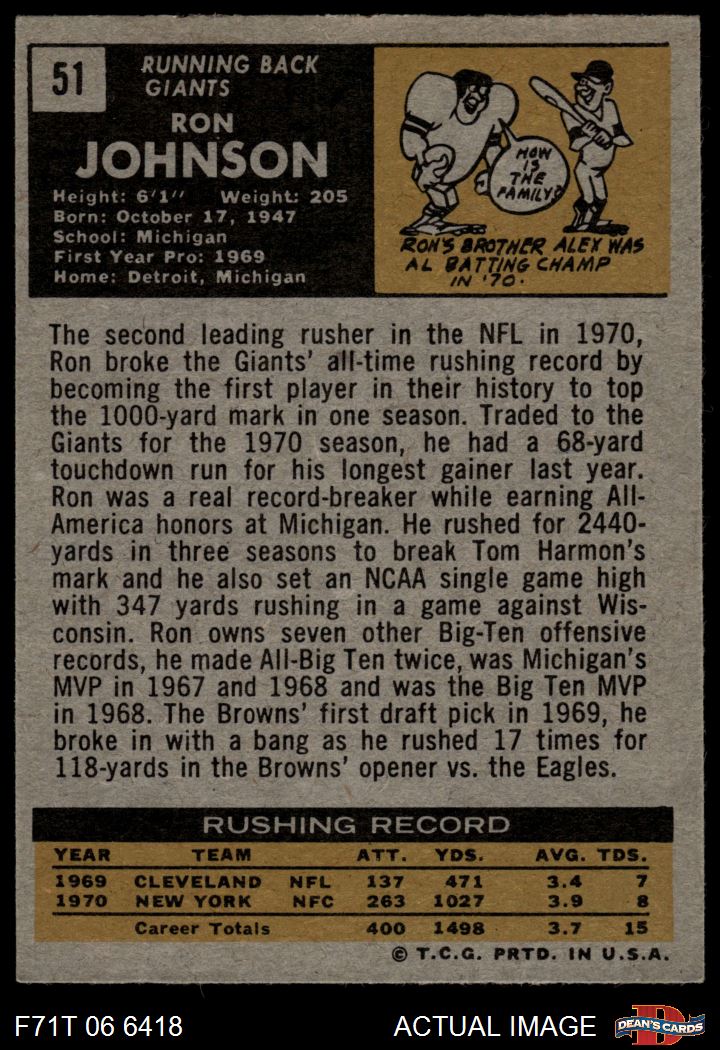 51
RUNNING BACK
GIANTS
RON
JOHNSON
Height: 6'1" Weight: 205
Born: October 17, 1947
School: Michigan
First Year Pro: 1969
Home: Detroit, Michigan
HOW
IS
THE
FAMILY?
RON'S BROTHER ALEX WAS
AL BATTING CHAMP
IN '70.
The second leading rusher in the NFL in 1970,
Ron broke the Giants' all-time rushing record by
becoming the first player in their history to top
the 1000-yard mark in one season. Traded to the
Giants for the 1970 season, he had a 68-yard
touchdown run for his longest gainer last year.
Ron was a real record-breaker while earning All-
America honors at Michigan. He rushed for 2440-
yards in three seasons to break Tom Harmon's
mark and he also set an NCAA single game high
with 347 yards rushing in a game against Wis-
consin. Ron owns seven other Big-Ten offensive
records, he made All-Big Ten twice, was Michigan's
MVP in 1967 and 1968 and was the Big Ten MVP
in 1968. The Browns' first draft pick in 1969, he
broke in with a bang as he rushed 17 times for
118-yards in the Browns' opener vs. the Eagles.
RUSHING RECORD
YEAR TEAM ATT. YDS. AVG. TDS.
1969 CLEVELAND NFL 137 471 3.4 7
1970 NEW YORK NFC 263 1027 3.9 8
Career Totals 400 1498 3.7 15
© T.C.G. PRTD. IN U.S.A.
F71T 06 6418 ACTUAL IMAGE
D
DEAN'S CARDS